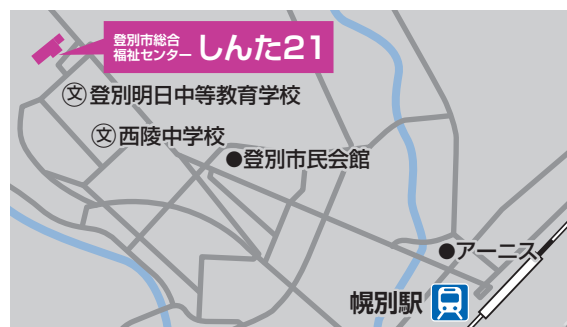 登別市総合
福祉センター しんた21
文 登別明日中等教育学校
文 西陵中学校
●登別市民会館
●アーニス
幌別駅